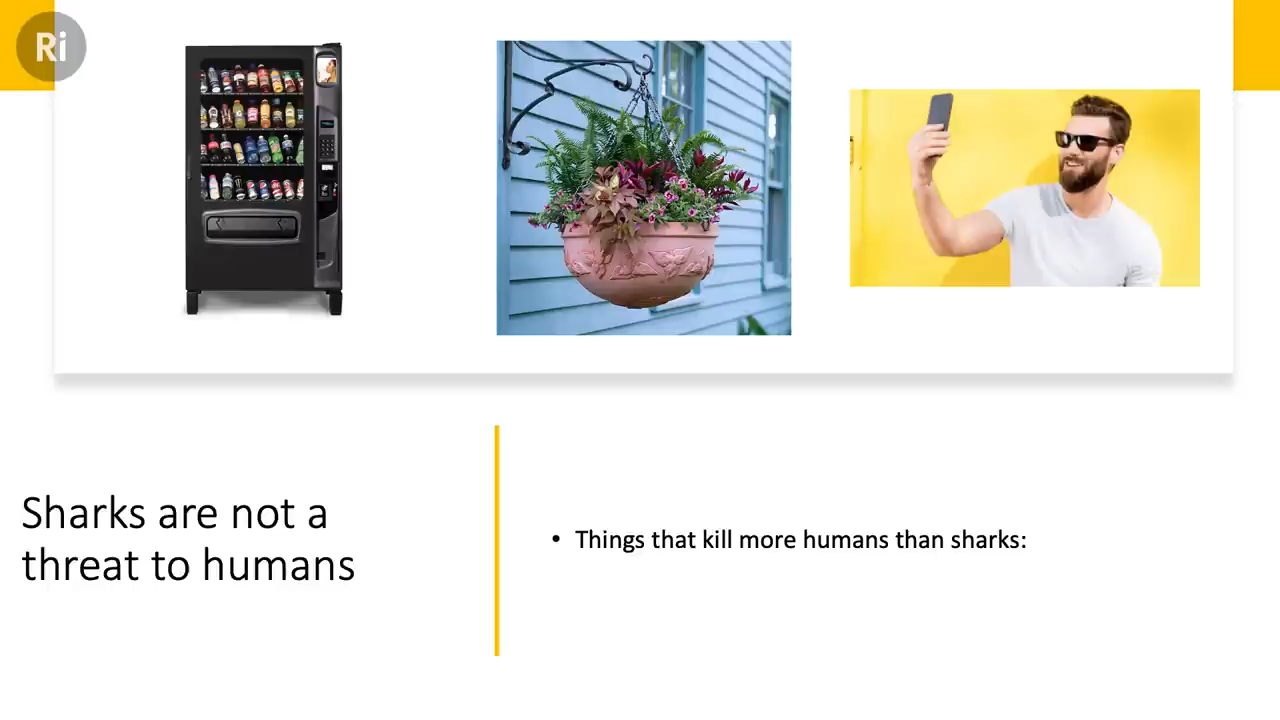 Ri
Sharks are not a
threat to humans
• Things that kill more humans than sharks: